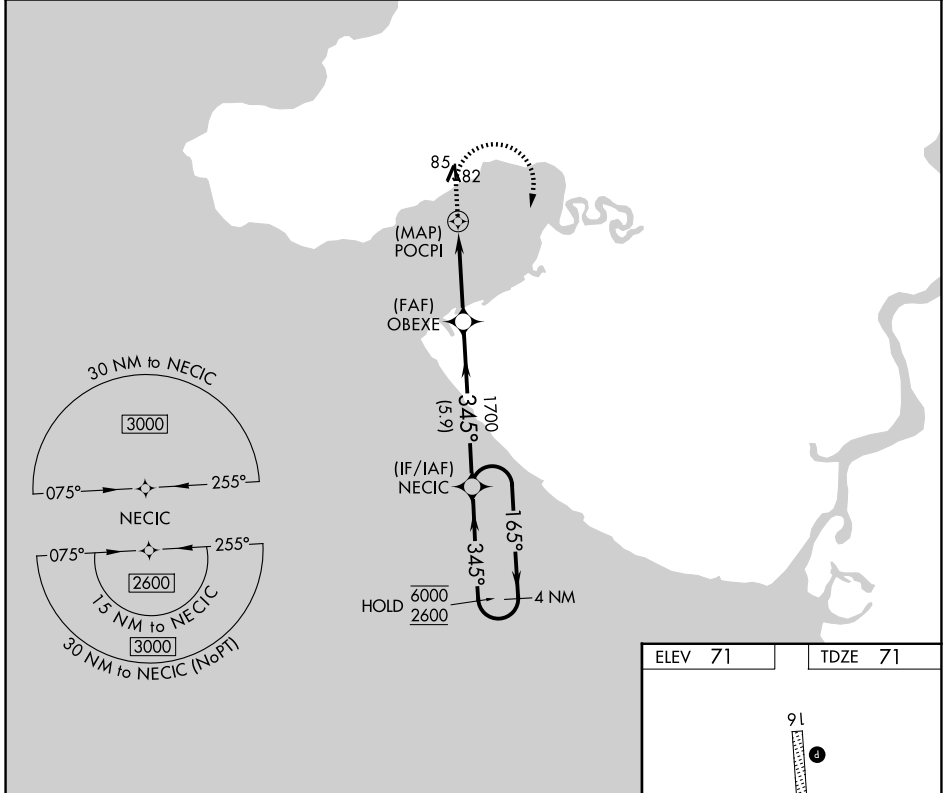 85
82
(MAP)
POCPI
(FAF)
OBEXE
1700
345°
(5.9)
(IF/IAF)
NECIC
165°
345°
HOLD
6000
2600
4 NM
30 NM to NECIC
3000
075°
255°
NECIC
075°
255°
2600
15 NM to NECIC
3000
30 NM to NECIC (NoPT)
ELEV 71
TDZE 71
16
P